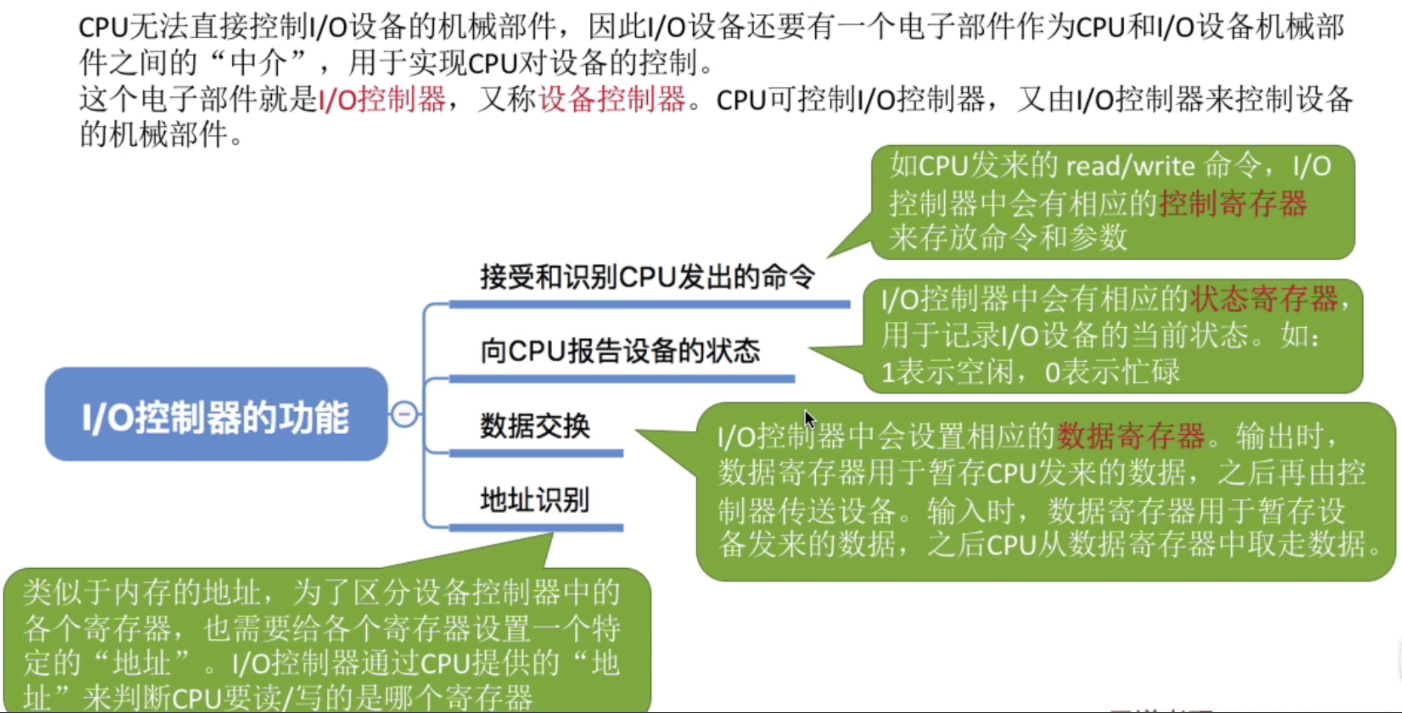 CPU无法直接控制I/O设备的机械部件，因此I/O设备还要有一个电子部件作为CPU和I/O设备机械部
件之间的“中介”，用于实现CPU对设备的控制。
这个电子部件就是I/O控制器，又称设备控制器。CPU可控制I/O控制器，又由I/O控制器来控制设备
的机械部件。
如CPU发来的 read/write 命令，I/O
控制器中会有相应的控制寄存器
来存放命令和参数
接受和识别CPU发出的命令
I/O控制器中会有相应的状态寄存器，
用于记录I/O设备的当前状态。如：
1表示空闲，0表示忙碌
向CPU报告设备的状态
I/O控制器的功能
数据交换
I/O控制器中会设置相应的数据寄存器。输出时，
数据寄存器用于暂存CPU发来的数据，之后再由控
制器传送设备。输入时，数据寄存器用于暂存设
备发来的数据，之后CPU从数据寄存器中取走数据。
地址识别
类似于内存的地址，为了区分设备控制器中的
各个寄存器，也需要给各个寄存器设置一个特
定的“地址”。I/O控制器通过CPU提供的“地
址”来判断CPU要读/写的是哪个寄存器